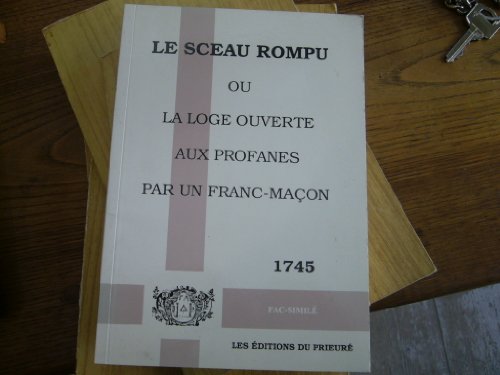 LE SCEAU ROMPU
OU
LA LOGE OUVERTE
AUX PROFANES
PAR UN FRANC-MAÇON
1745
FAC-SIMILÉ
LES ÉDITIONS DU PRIEURÉ